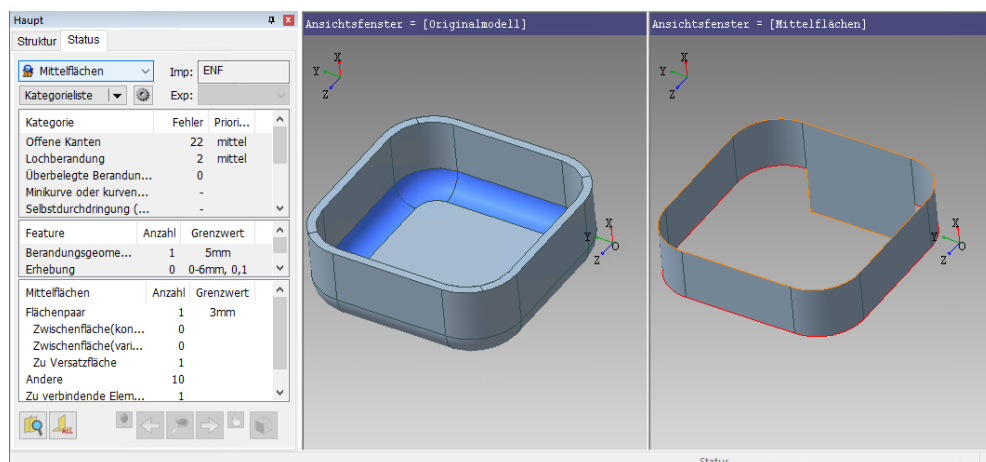 Haupt
Struktur Status
Mittelflächen Imp: ENF
Kategorieliste Exp:
Kategorie Fehler Priori...
Offene Kanten 22 mittel
Lochberandung 2 mittel
Überbelegte Berandun... 0
Minikurve oder kurven... -
Selbstdurchdringung (... -
Feature Anzahl Grenzwert
Berandungsgeome... 1 5mm
Erhebung 0 0-6mm, 0,1
Mittelflächen Anzahl Grenzwert
Flächenpaar 1 3mm
Zwischenfläche(kon... 0
Zwischenfläche(vari... 0
Zu Versatzfläche 1
Andere 10
Zu verbindende Elem... 1
ALL
Ansichtsfenster = [Originalmodell]
X
Y
Z
X
Y
O
Z
Ansichtsfenster = [Mittelflächen]
X
Y
Z
X
Y
O
Z
Status